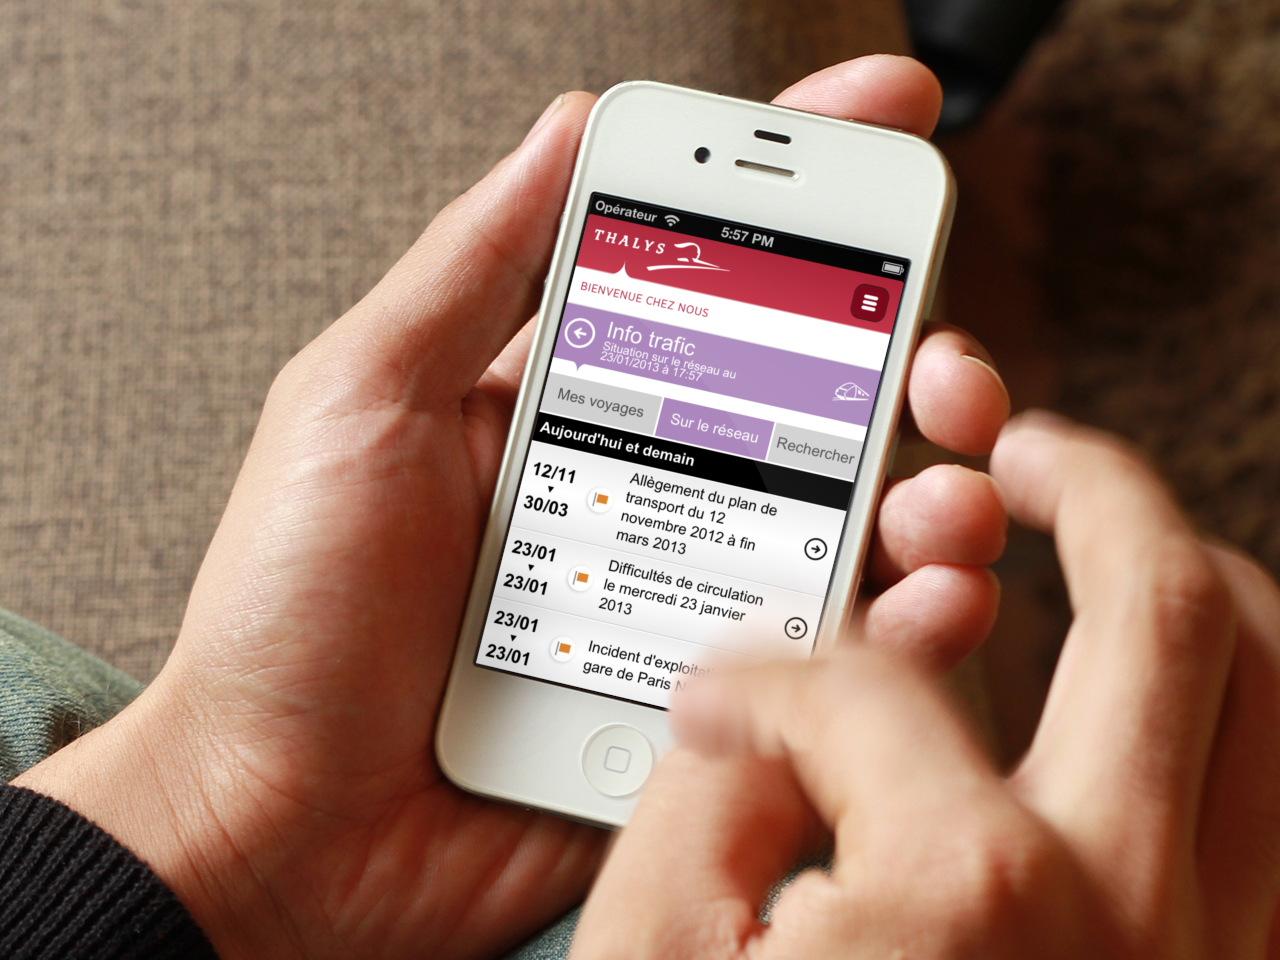 Opérateur 5:57 PM
THALYS
BIENVENUE CHEZ NOUS
Info trafic
Situation sur le réseau au
23/01/2013 à 17:57
Mes voyages Sur le réseau Rechercher
Aujourd'hui et demain
12/11
30/03
Allègement du plan de
transport du 12
novembre 2012 à fin
mars 2013
23/01
23/01
Difficultés de circulation
le mercredi 23 janvier
2013
23/01
23/01
Incident
gare de Paris